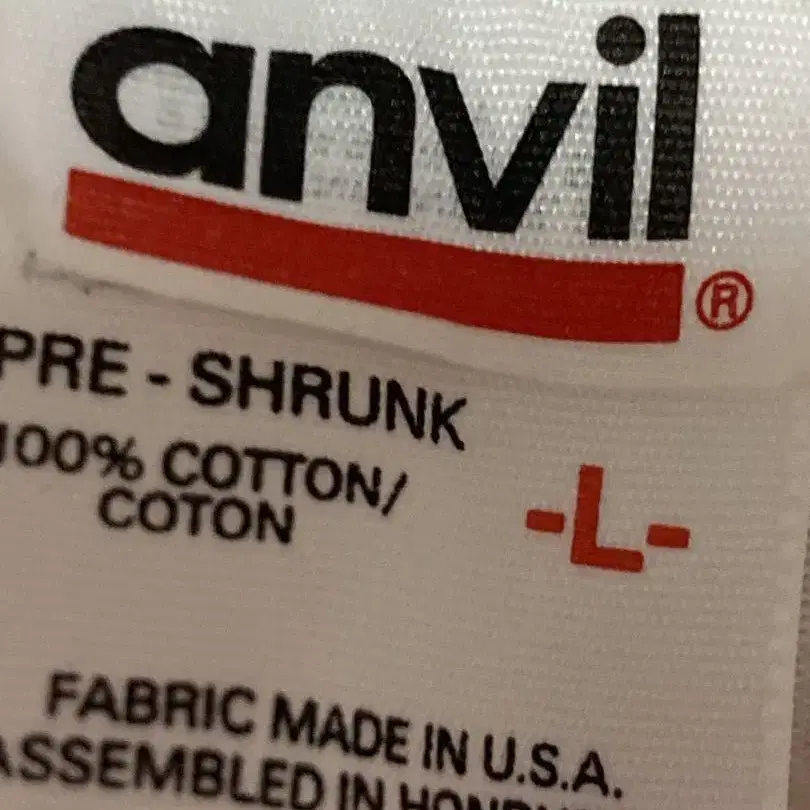 anvil®
PRE - SHRUNK
100% COTTON/
COTON
-L-
FABRIC MADE IN U.S.A.
ASSEMBLED IN